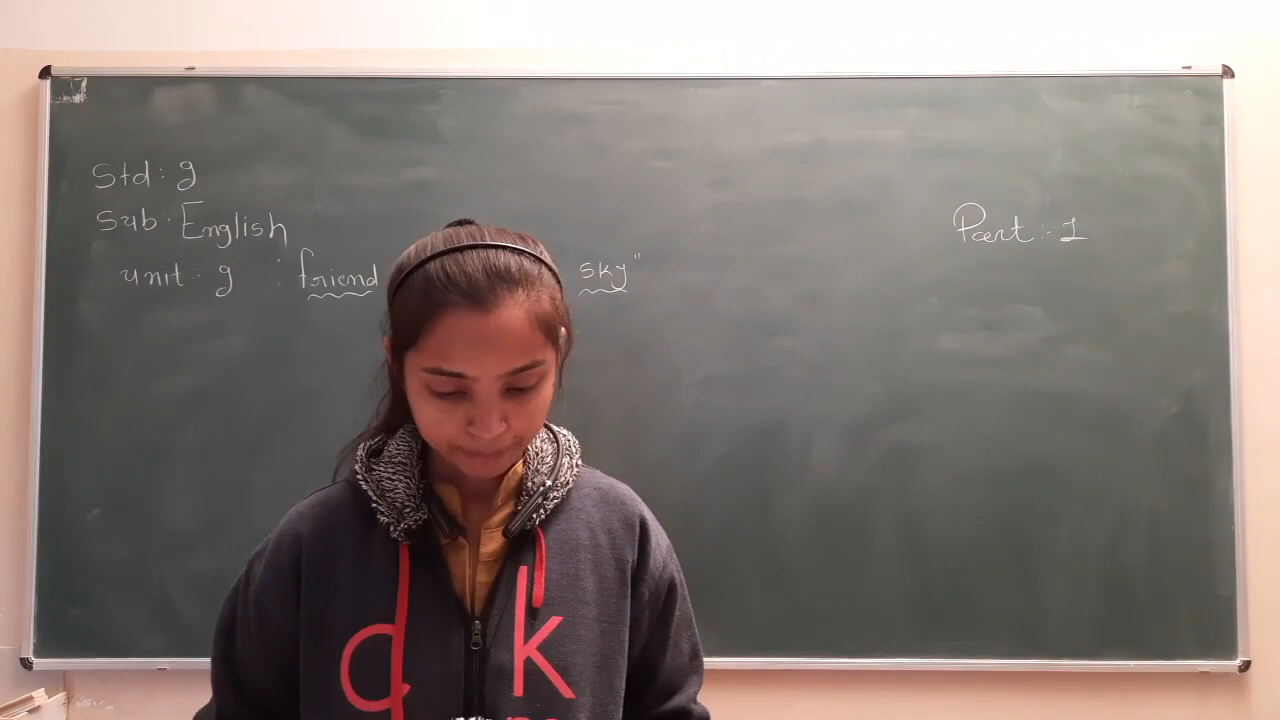 Std: 9
Sub: English
Part:- 1
unit: 9 : friend sky"
C K